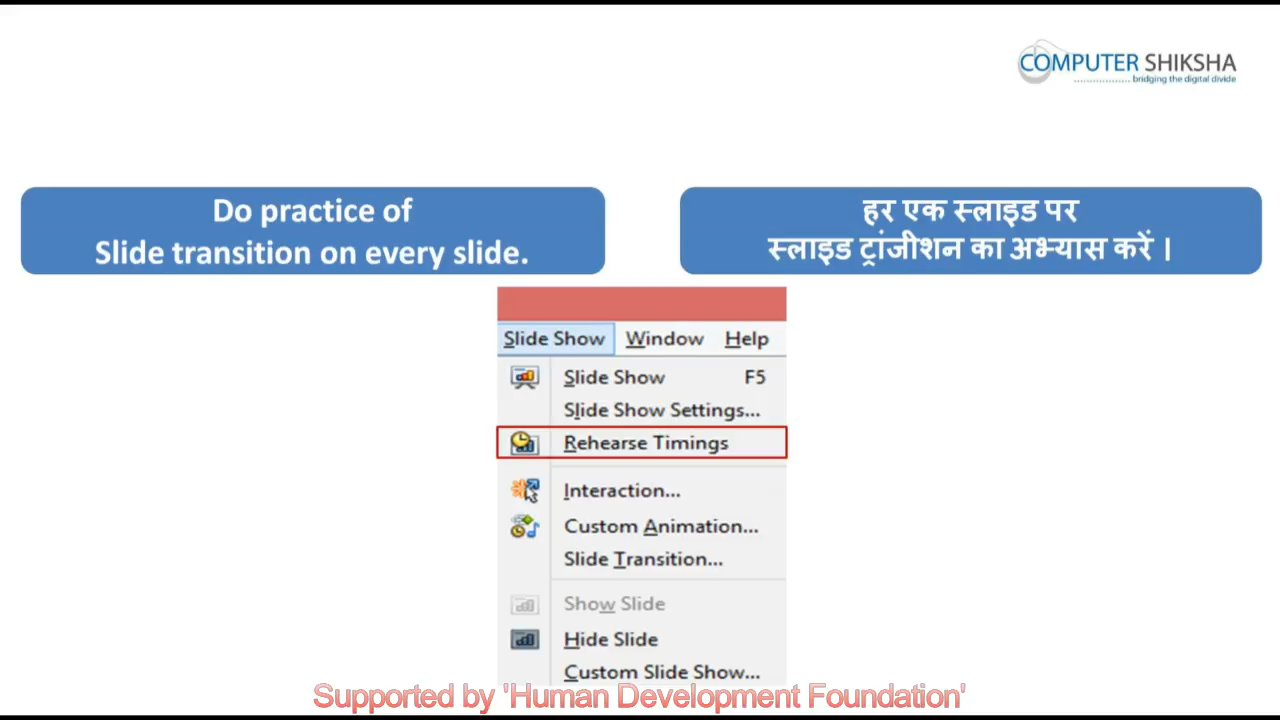 COMPUTER SHIKSHA
bridging the digital divide
Do practice of
Slide transition on every slide.
हर एक स्लाइड पर
स्लाइड ट्रांजीशन का अभ्यास करें |
Slide Show Window Help
Slide Show F5
Slide Show Settings...
Rehearse Timings
Interaction...
Custom Animation...
Slide Transition...
Show Slide
Hide Slide
Custom Slide Show...
Supported by 'Human Development Foundation'